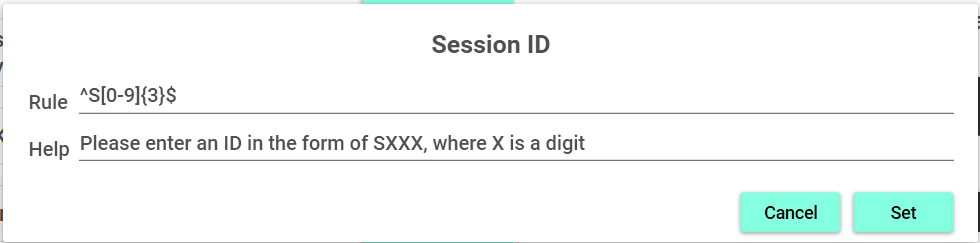 Session ID
Rule ^S[0-9]{3}$
Help Please enter an ID in the form of SXXX, where X is a digit
Cancel Set